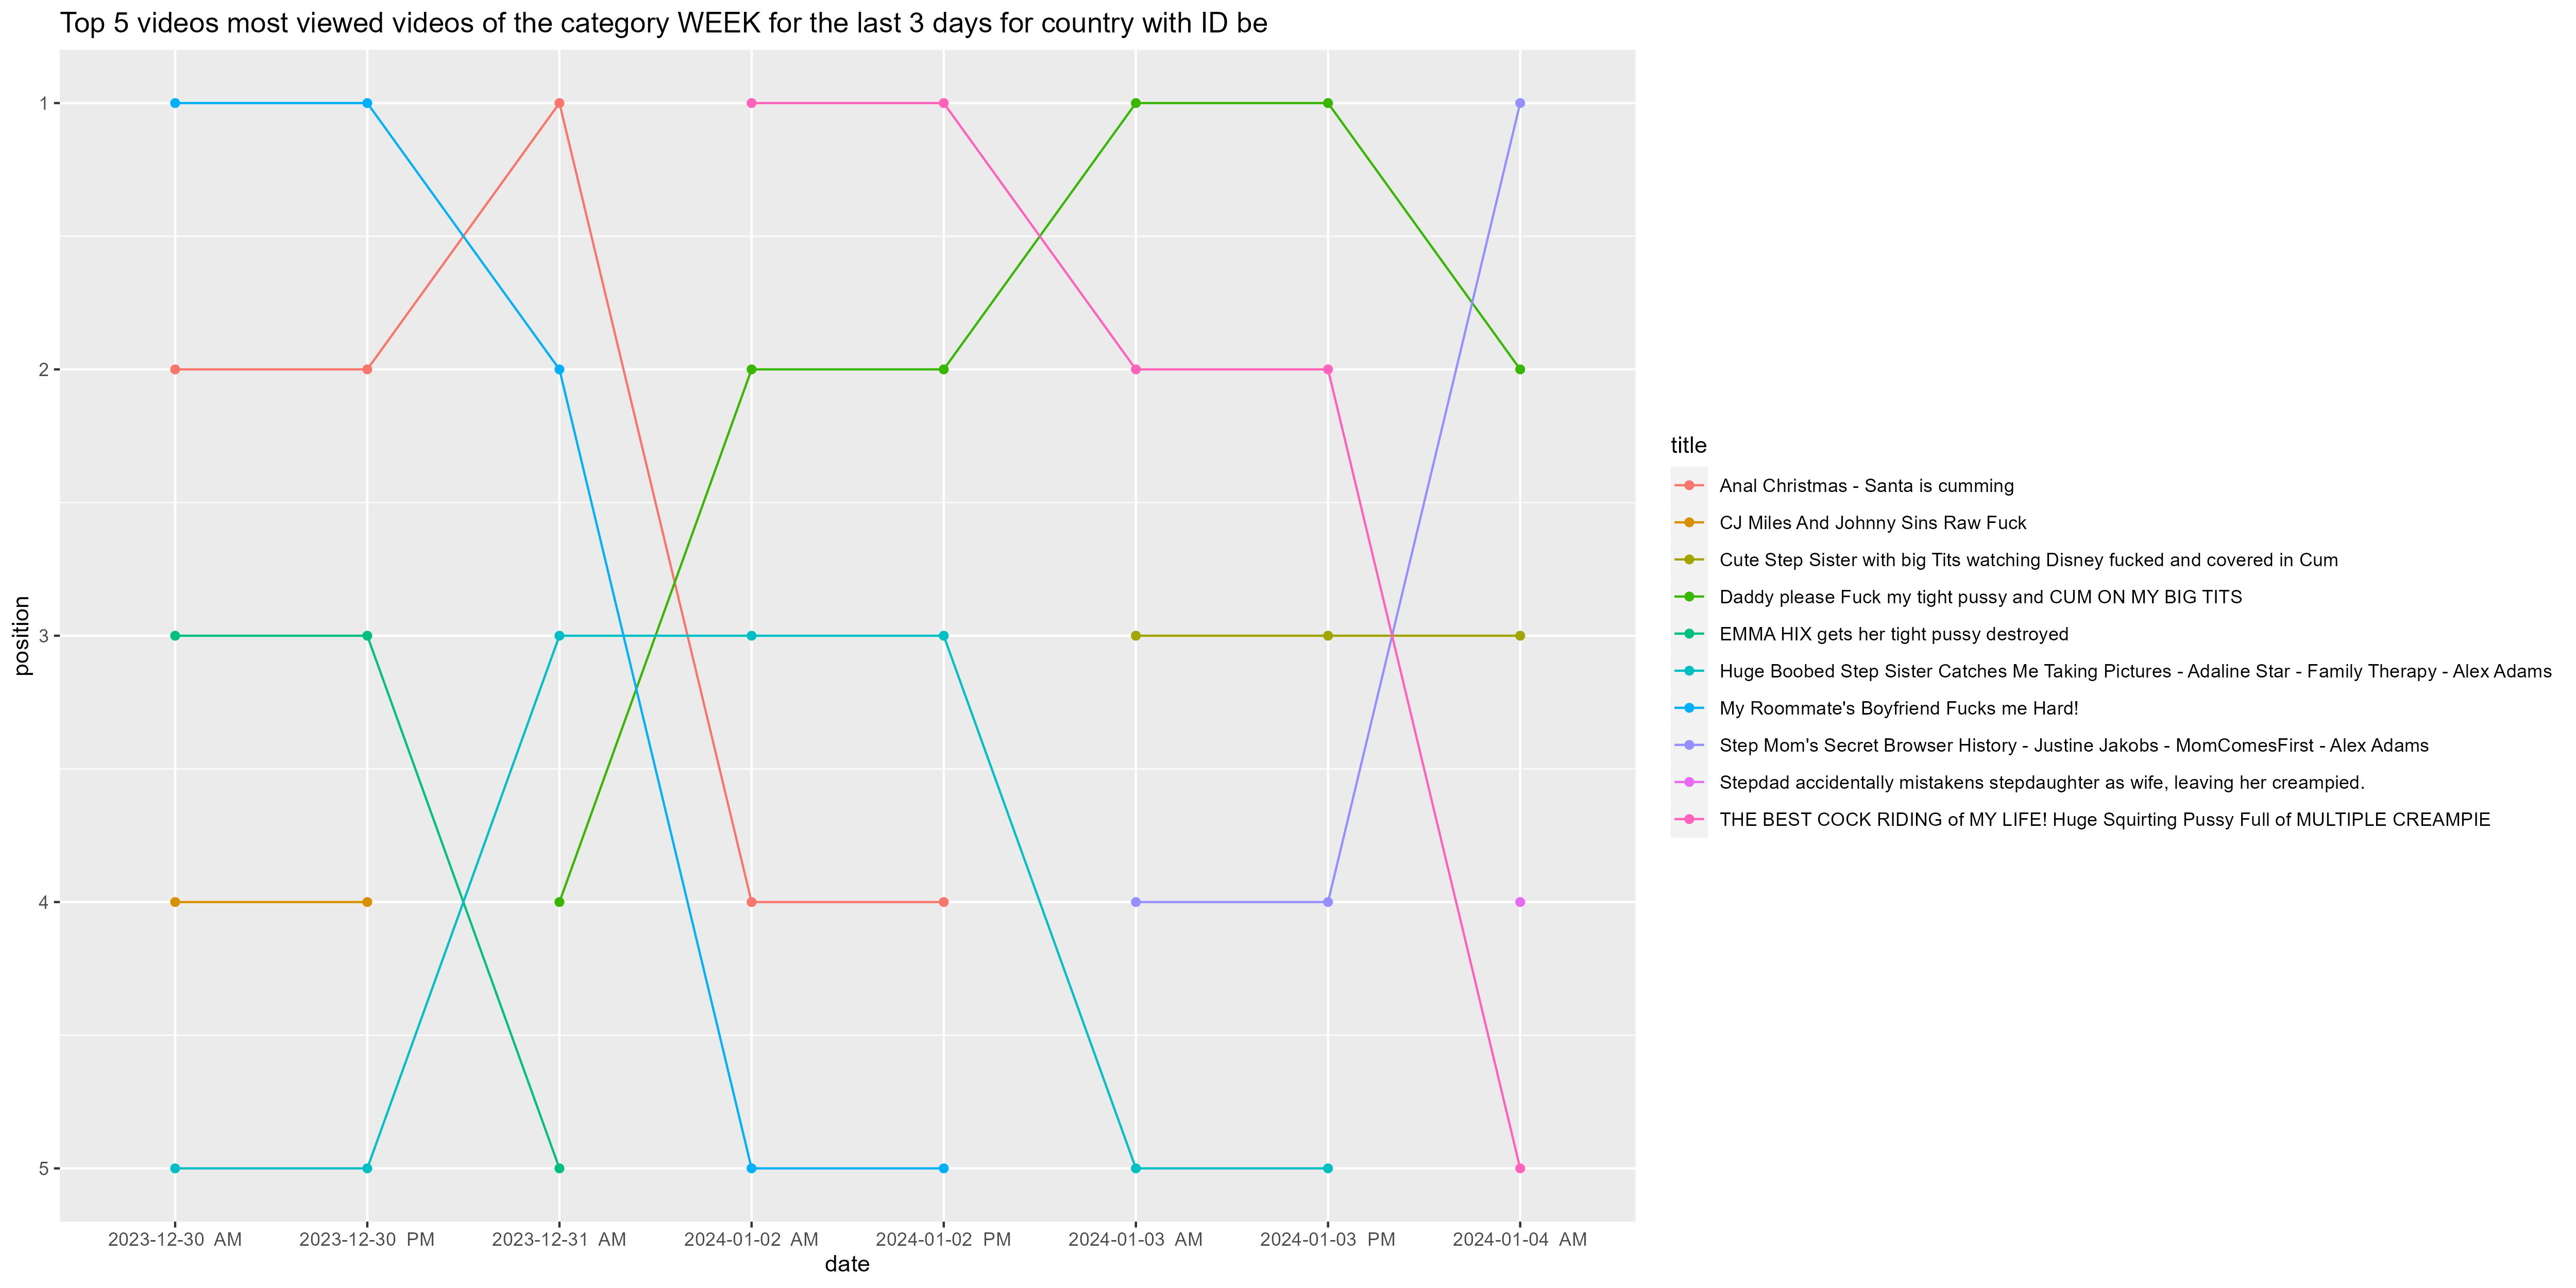 Top 5 videos most viewed videos of the category WEEK for the last 3 days for country with ID be
position
1
2
3
4
5
2023-12-30 AM
2023-12-30 PM
2023-12-31 AM
2024-01-02 AM
2024-01-02 PM
2024-01-03 AM
2024-01-03 PM
2024-01-04 AM
date
title
Anal Christmas - Santa is cumming
CJ Miles And Johnny Sins Raw Fuck
Cute Step Sister with big Tits watching Disney fucked and covered in Cum
Daddy please Fuck my tight pussy and CUM ON MY BIG TITS
EMMA HIX gets her tight pussy destroyed
Huge Boobed Step Sister Catches Me Taking Pictures - Adaline Star - Family Therapy - Alex Adams
My Roommate's Boyfriend Fucks me Hard!
Step Mom's Secret Browser History - Justine Jakobs - MomComesFirst - Alex Adams
Stepdad accidentally mistakens stepdaughter as wife, leaving her creampied.
THE BEST COCK RIDING of MY LIFE! Huge Squirting Pussy Full of MULTIPLE CREAMPIE